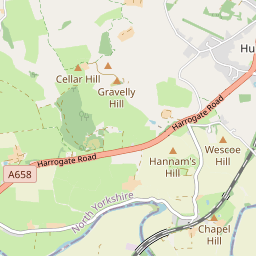 Hu
Cellar Hill
Gravelly
Hill
Harrogate Road
Harrogate Road
A658
Hannam's
Hill
Wescoe
Hill
North Yorkshire
Chapel
Hill